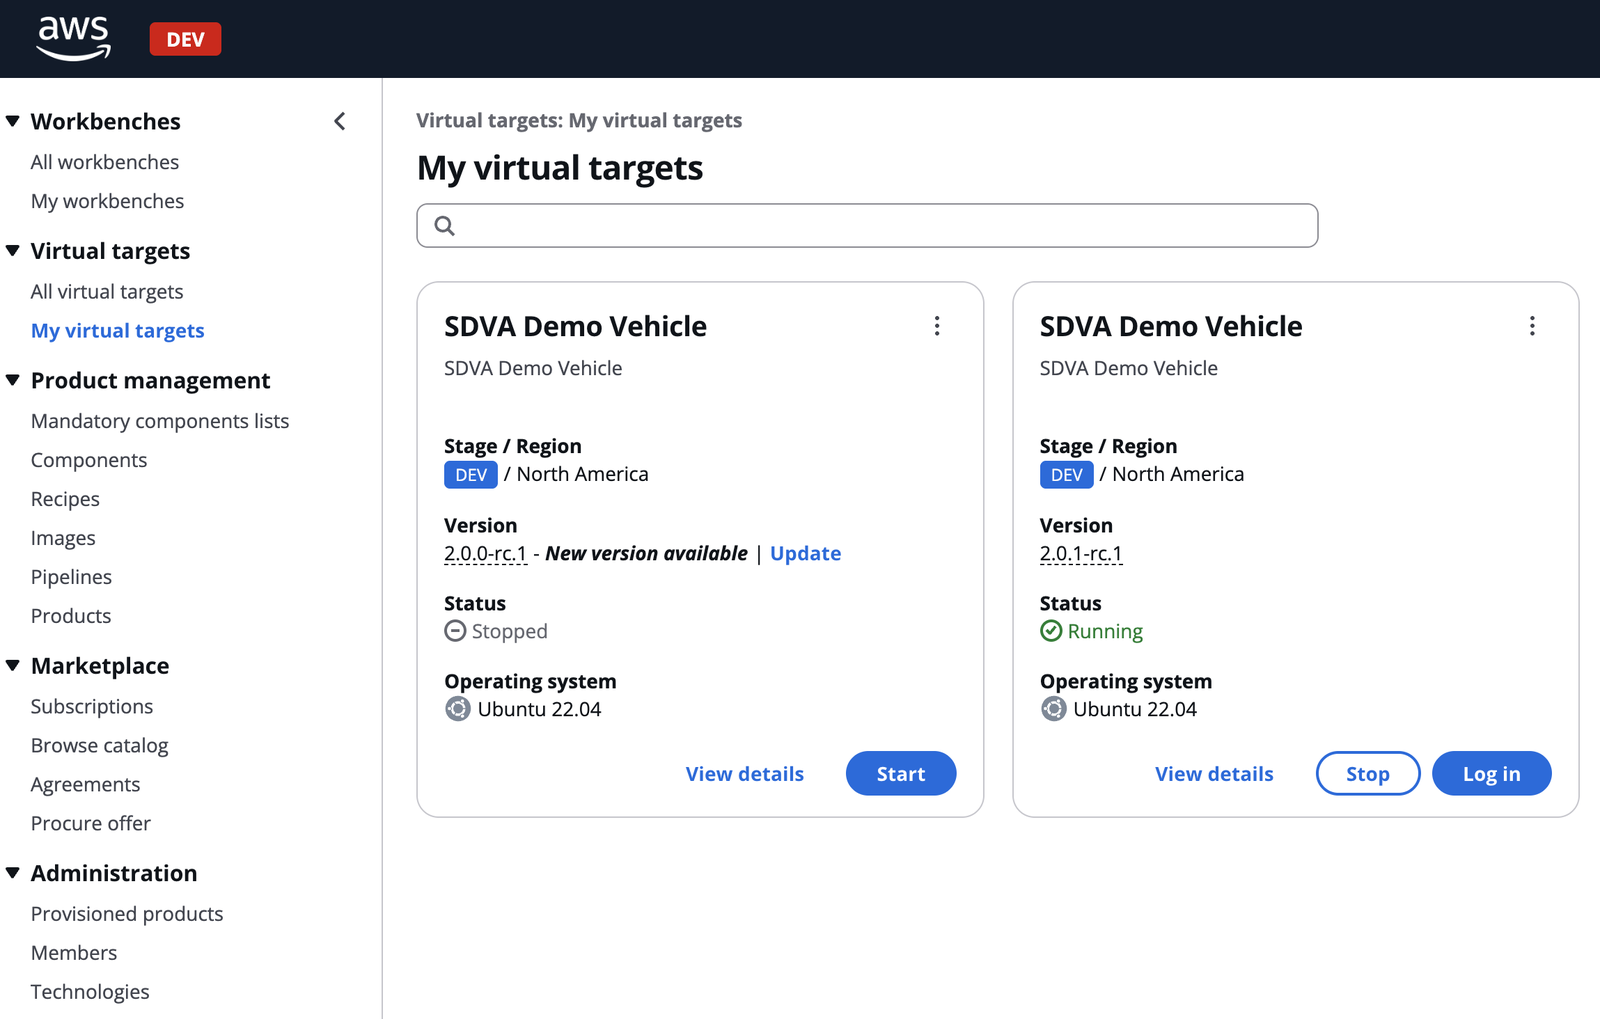 aws
DEV
Workbenches
All workbenches
My workbenches
Virtual targets
All virtual targets
My virtual targets
Product management
Mandatory components lists
Components
Recipes
Images
Pipelines
Products
Marketplace
Subscriptions
Browse catalog
Agreements
Procure offer
Administration
Provisioned products
Members
Technologies
Virtual targets: My virtual targets
My virtual targets
SDVA Demo Vehicle
SDVA Demo Vehicle
Stage / Region
DEV / North America
Version
2.0.0-rc.1 - New version available | Update
Status
Stopped
Operating system
Ubuntu 22.04
View details
Start
SDVA Demo Vehicle
SDVA Demo Vehicle
Stage / Region
DEV / North America
Version
2.0.1-rc.1
Status
Running
Operating system
Ubuntu 22.04
View details
Stop
Log in